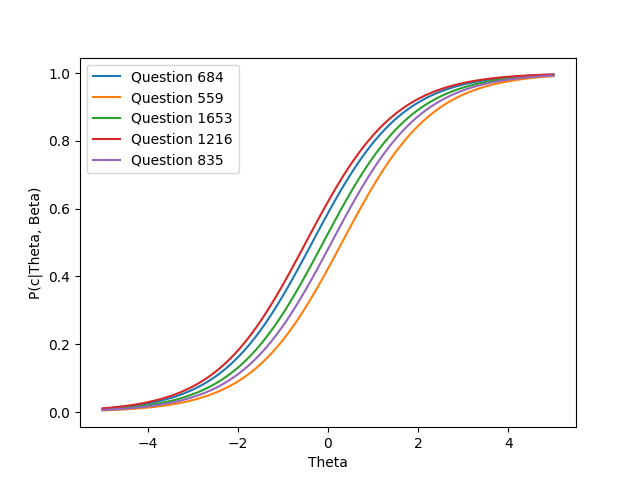 1.0
0.8
0.6
0.4
0.2
0.0
P(c|Theta, Beta)
Question 684
Question 559
Question 1653
Question 1216
Question 835
−4
−2
0
2
4
Theta